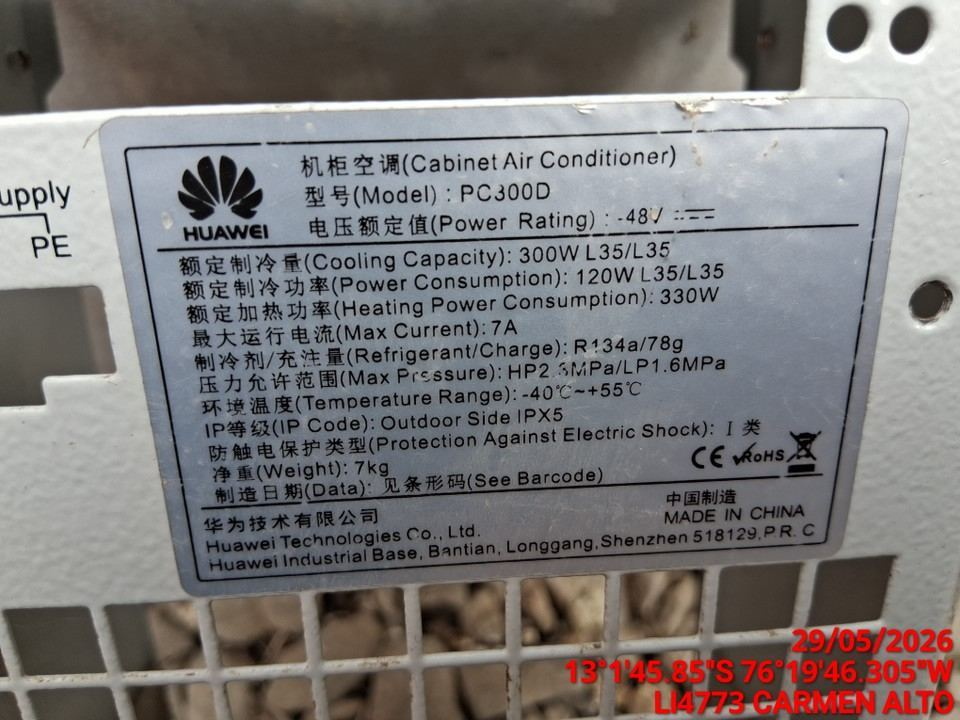 upply
PE
HUAWEI
机柜空调(Cabinet Air Conditioner)
型号(Model) : PC300D
电压额定值(Power Rating) : -48V
额定制冷量(Cooling Capacity): 300W L35/L35
额定制冷功率(Power Consumption): 120W L35/L35
额定加热功率(Heating Power Consumption): 330W
最大运行电流(Max Current): 7A
制冷剂/充注量(Refrigerant/Charge): R134a/78g
压力允许范围(Max Pressure): HP2.3MPa/LP1.6MPa
环境温度(Temperature Range): -40℃~+55℃
IP等级(IP Code): Outdoor Side IPX5
防触电保护类型(Protection Against Electric Shock): I 类
净重(Weight): 7kg
CE RoHS
制造日期(Data): 见条形码(See Barcode)
华为技术有限公司
Huawei Technologies Co., Ltd.
Huawei Industrial Base, Bantian, Longgang,Shenzhen 518129,P.R. C
中国制造
MADE IN CHINA
29/05/2026
13°1'45.85"S 76°19'46.305"W
LI4773 CARMEN ALTO